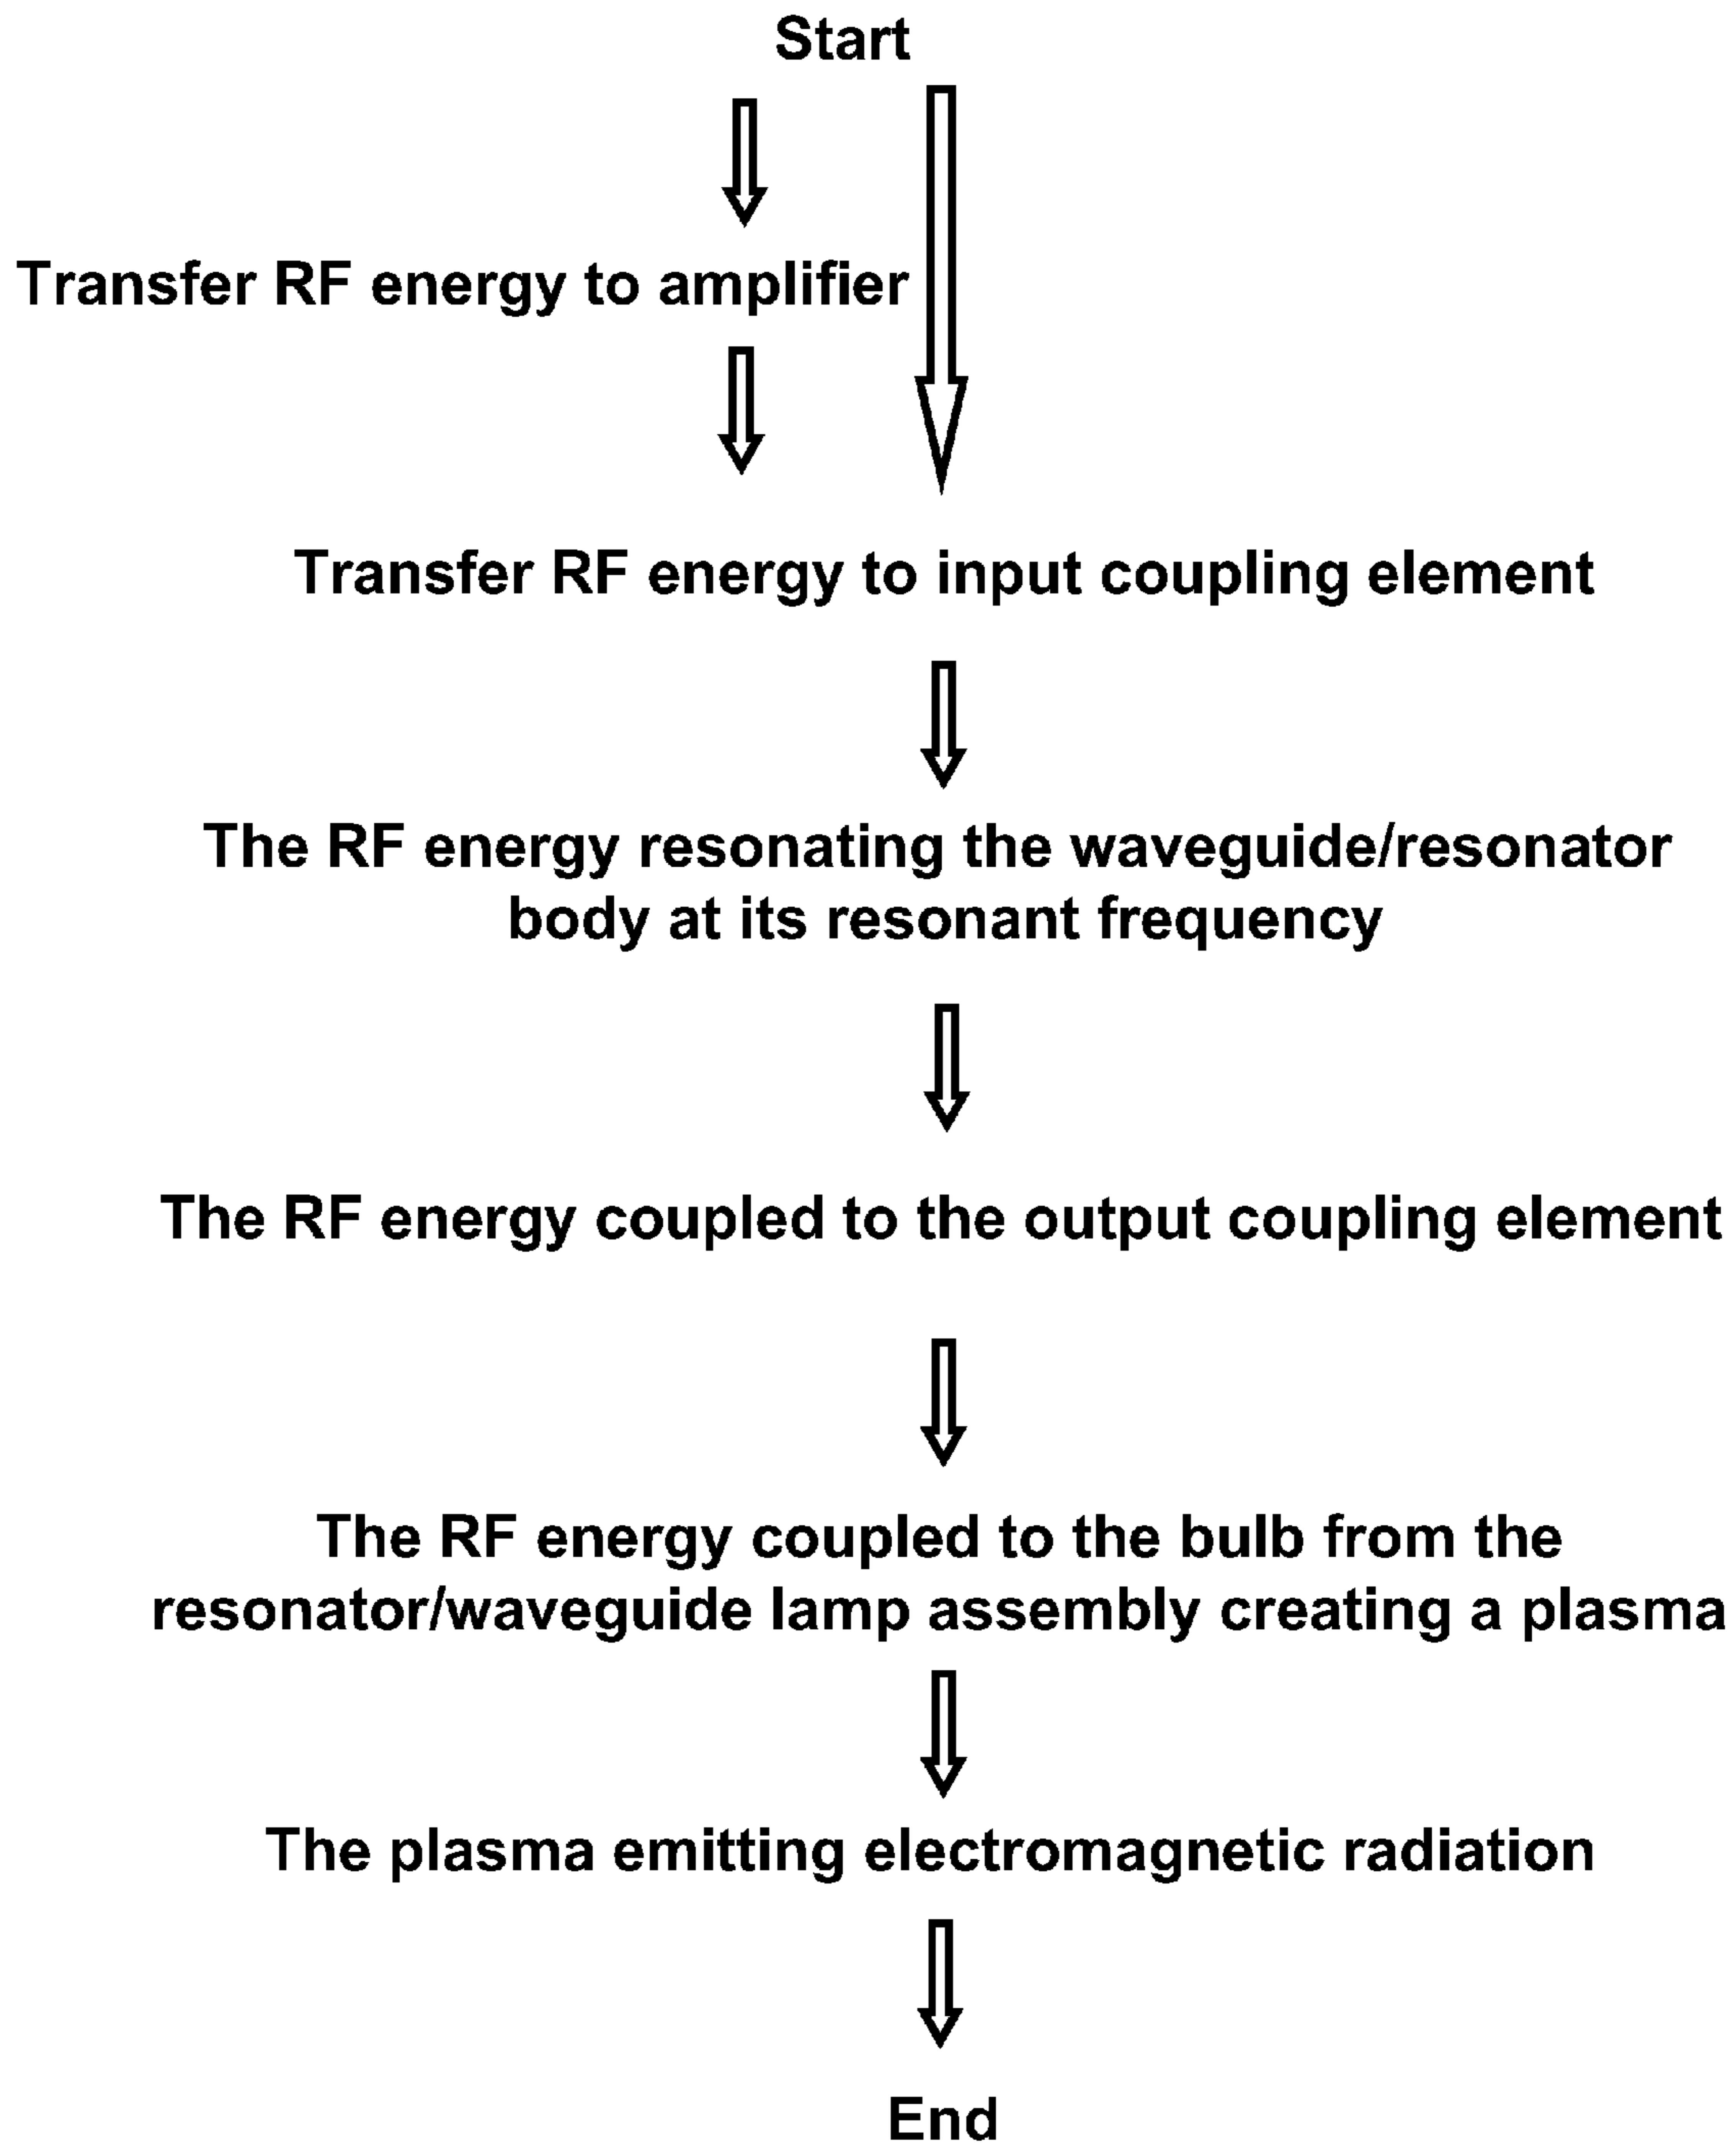 Start
Transfer RF energy to amplifier
Transfer RF energy to input coupling element
The RF energy resonating the waveguide/resonator
body at its resonant frequency
The RF energy coupled to the output coupling element
The RF energy coupled to the bulb from the
resonator/waveguide lamp assembly creating a plasma
The plasma emitting electromagnetic radiation
End